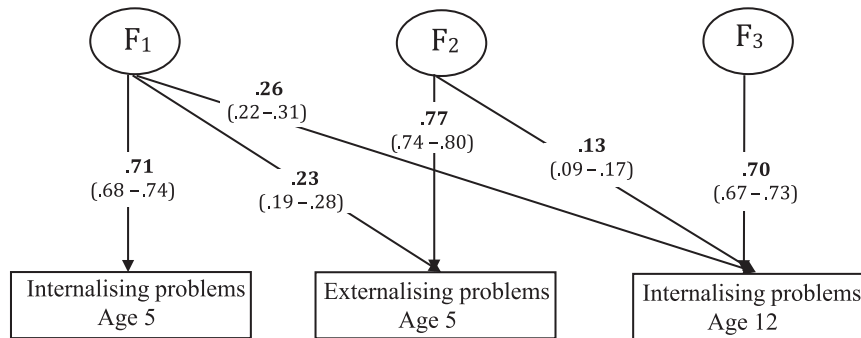 F1 F2 F3
.26
(.22 –.31)
.77
(.74 –.80)
.13
(.09 –.17)
.71
(.68 –.74)
.23
(.19 –.28)
.70
(.67 –.73)
Internalising problems
Age 5
Externalising problems
Age 5
Internalising problems
Age 12